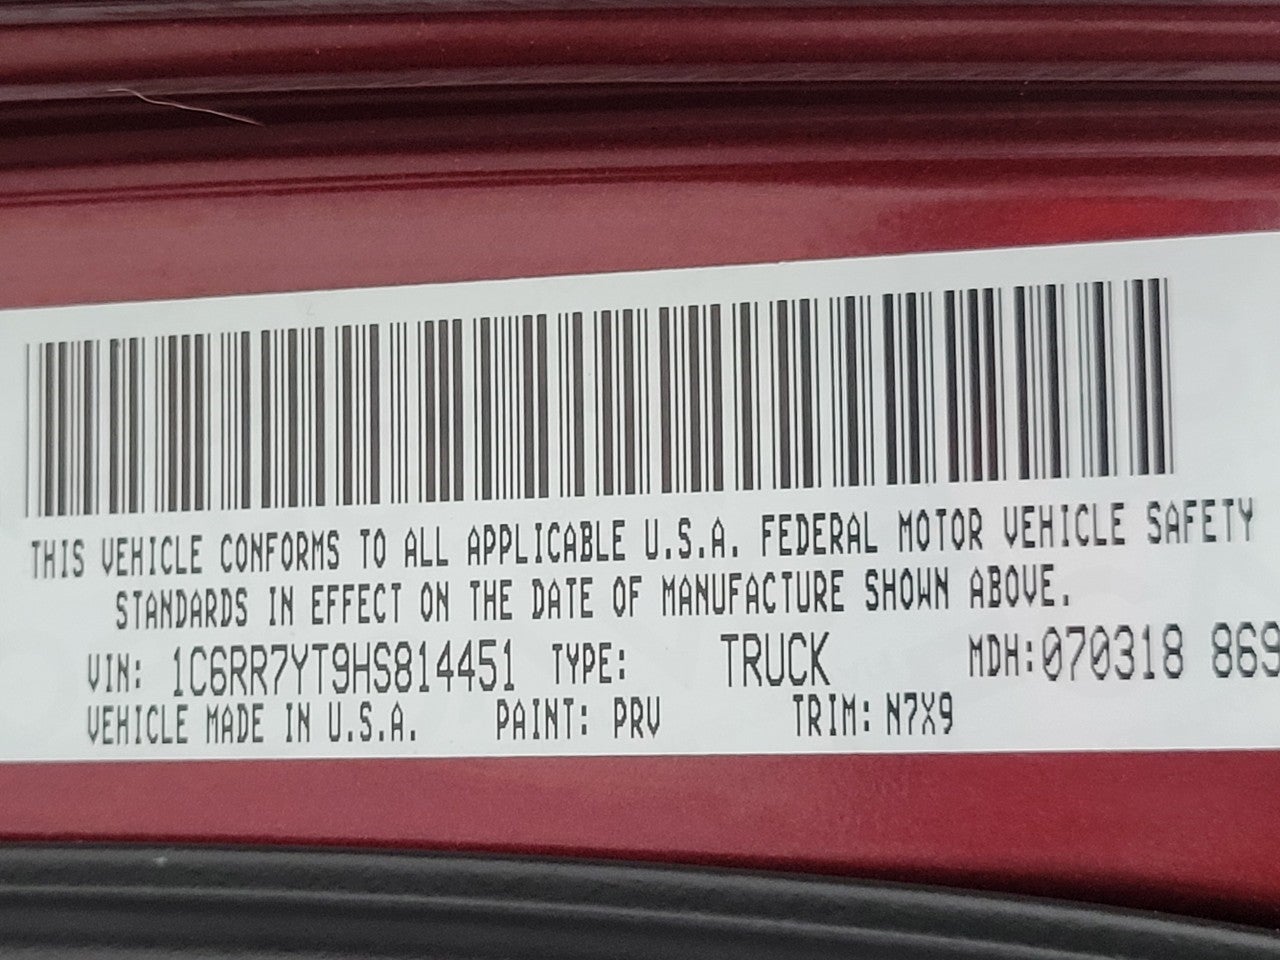 THIS VEHICLE CONFORMS TO ALL APPLICABLE U.S.A. FEDERAL MOTOR VEHICLE SAFETY
STANDARDS IN EFFECT ON THE DATE OF MANUFACTURE SHOWN ABOVE.
VIN: 1C6RR7YT9HS814451 TYPE: TRUCK MDH:070318 869
VEHICLE MADE IN U.S.A. PAINT: PRV TRIM: N7X9